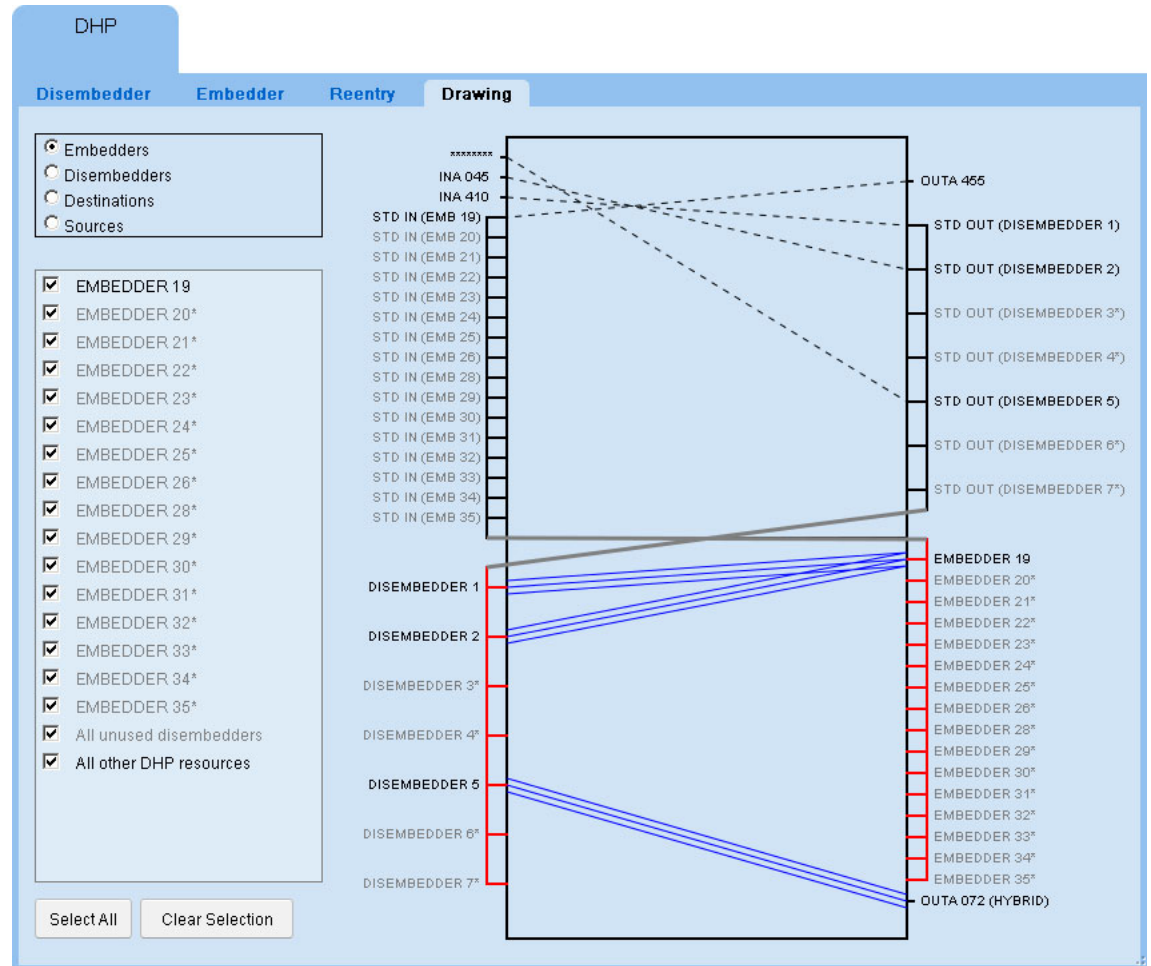 DHP
Disembedder
Embedder
Reentry
Drawing
Embedders
Disembedders
Destinations
Sources
EMBEDDER 19
EMBEDDER 20*
EMBEDDER 21*
EMBEDDER 22*
EMBEDDER 23*
EMBEDDER 24*
EMBEDDER 25*
EMBEDDER 26*
EMBEDDER 28*
EMBEDDER 29*
EMBEDDER 30*
EMBEDDER 31*
EMBEDDER 32*
EMBEDDER 33*
EMBEDDER 34*
EMBEDDER 35*
All unused disembedders
All other DHP resources
Select All
Clear Selection
********
INA 045
INA 410
STD IN (EMB 19)
STD IN (EMB 20)
STD IN (EMB 21)
STD IN (EMB 22)
STD IN (EMB 23)
STD IN (EMB 24)
STD IN (EMB 25)
STD IN (EMB 26)
STD IN (EMB 28)
STD IN (EMB 29)
STD IN (EMB 30)
STD IN (EMB 31)
STD IN (EMB 32)
STD IN (EMB 33)
STD IN (EMB 34)
STD IN (EMB 35)
DISEMBEDDER 1
DISEMBEDDER 2
DISEMBEDDER 3*
DISEMBEDDER 4*
DISEMBEDDER 5
DISEMBEDDER 6*
DISEMBEDDER 7*
OUTA 455
STD OUT (DISEMBEDDER 1)
STD OUT (DISEMBEDDER 2)
STD OUT (DISEMBEDDER 3*)
STD OUT (DISEMBEDDER 4*)
STD OUT (DISEMBEDDER 5)
STD OUT (DISEMBEDDER 6*)
STD OUT (DISEMBEDDER 7*)
EMBEDDER 19
EMBEDDER 20*
EMBEDDER 21*
EMBEDDER 22*
EMBEDDER 23*
EMBEDDER 24*
EMBEDDER 25*
EMBEDDER 26*
EMBEDDER 28*
EMBEDDER 29*
EMBEDDER 30*
EMBEDDER 31*
EMBEDDER 32*
EMBEDDER 33*
EMBEDDER 34*
EMBEDDER 35*
OUTA 072 (HYBRID)